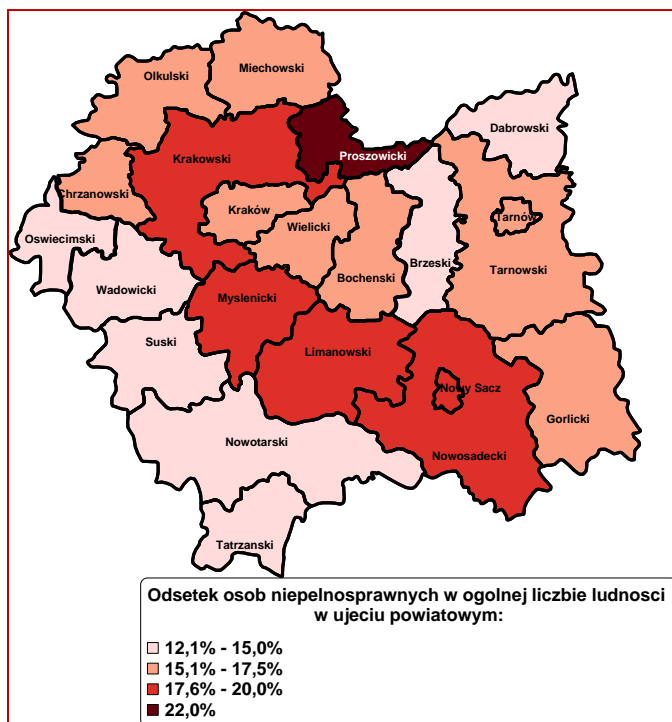 Miechowski
Olkulski
Dabrowski
Krakowski
Proszowicki
Chrzanowski
Kraków
Tarnów
Wielicki
Oswiecimski
Brzeski
Bochenski
Tarnowski
Wadowicki
Myslenicki
Suski
Limanowski
Nowy Sacz
Gorlicki
Nowotarski
Nowosadecki
Tatrzanski
Odsetek osob niepelnosprawnych w ogolnej liczbie ludnosci
w ujeciu powiatowym:
12,1% - 15,0%
15,1% - 17,5%
17,6% - 20,0%
22,0%